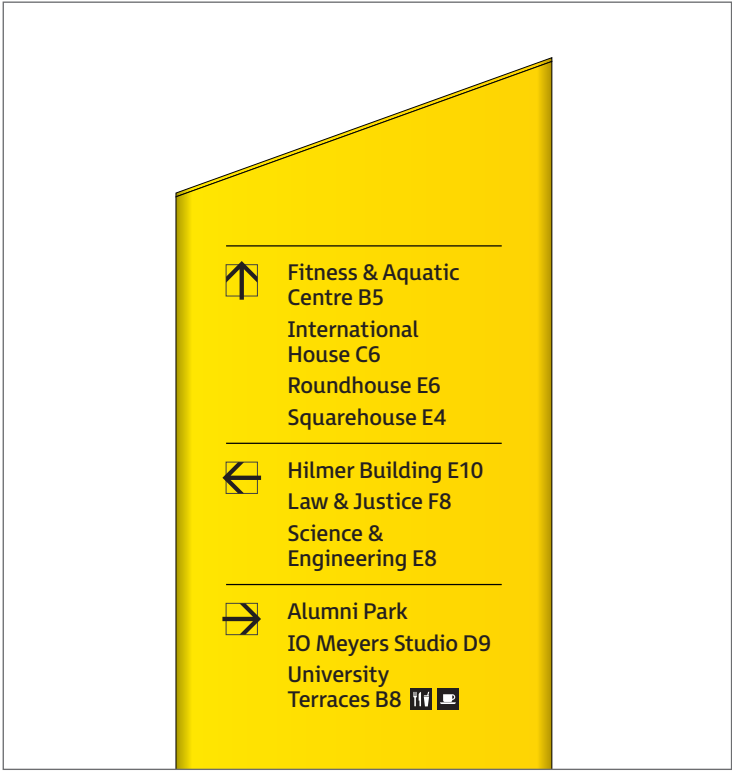 Fitness & Aquatic
Centre B5
International
House C6
Roundhouse E6
Squarehouse E4
Hilmer Building E10
Law & Justice F8
Science &
Engineering E8
Alumni Park
IO Meyers Studio D9
University
Terraces B8